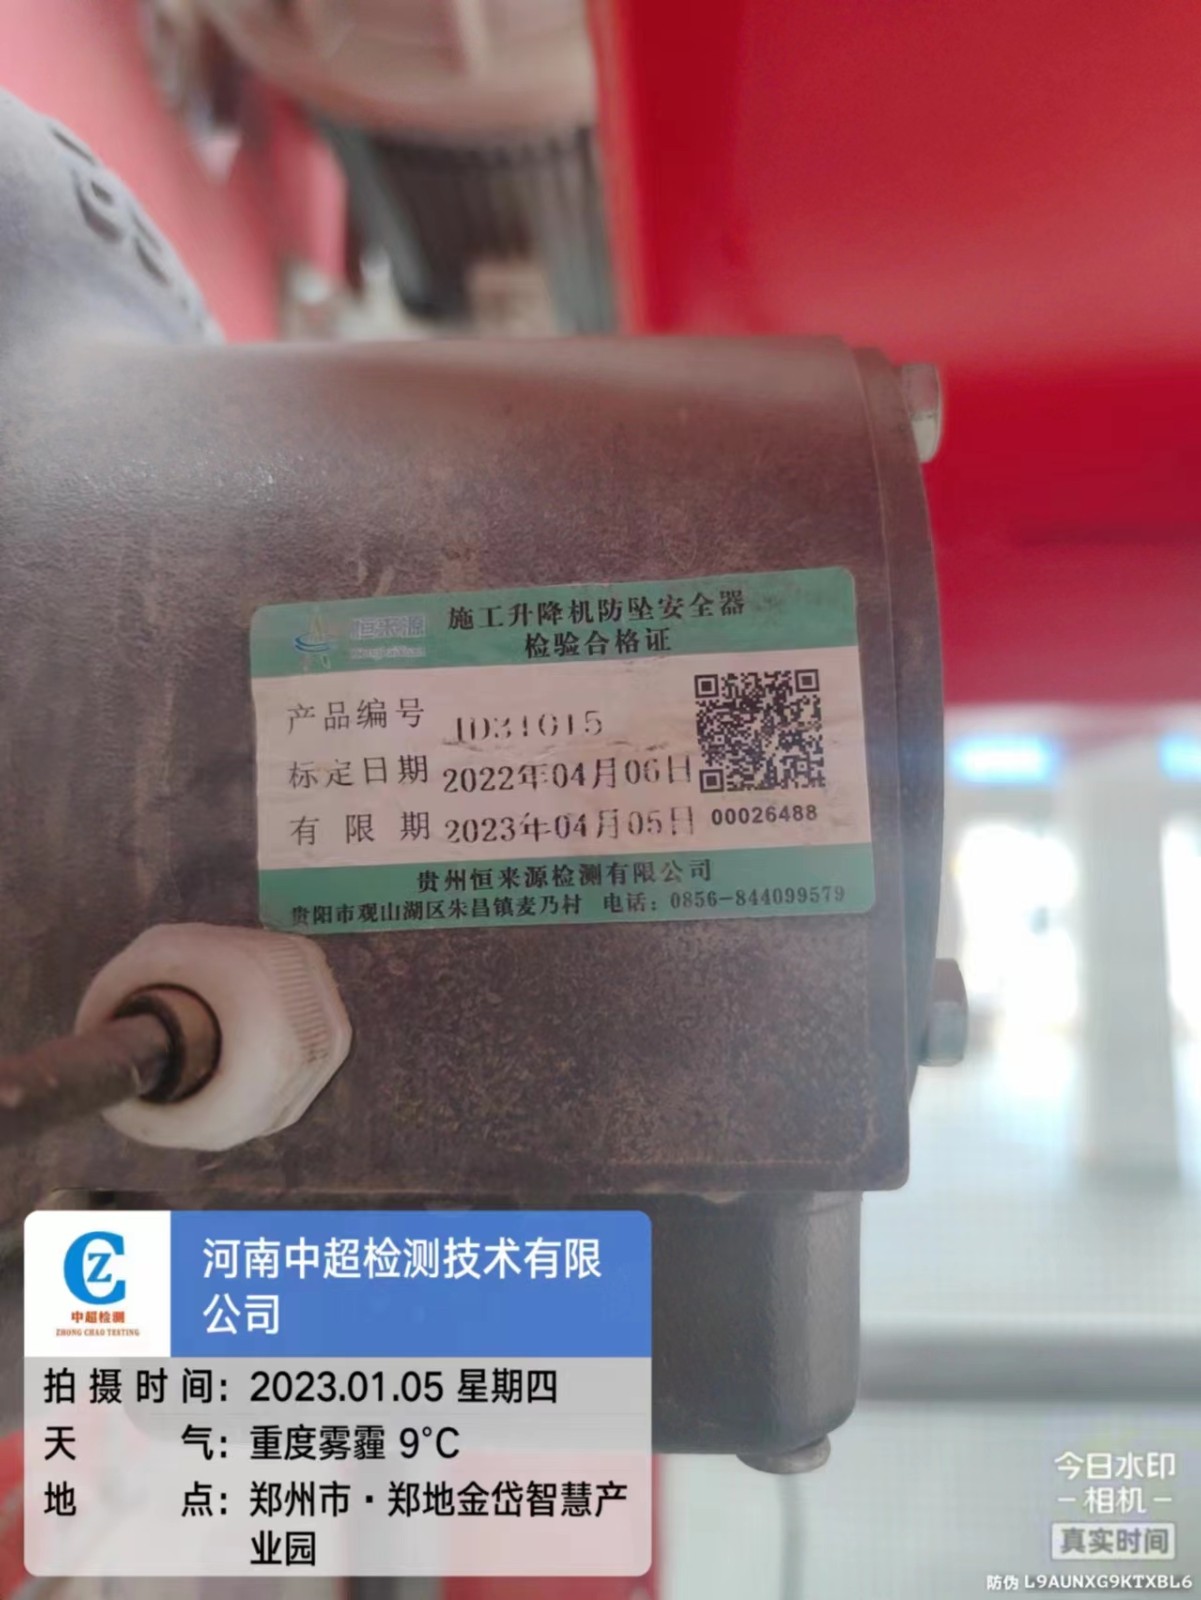 恒来源
施工升降机防坠安全器
检验合格证
产品编号 JD31015
标定日期 2022年04月06日
有限期 2023年04月05日
00026488
贵州恒来源检测有限公司
贵阳市观山湖区朱昌镇麦乃村 电话：0856-844099579
中超检测
ZHONG CHAO TESTING
河南中超检测技术有限
公司
拍摄时间：2023.01.05 星期四
天气：重度雾霾 9°C
地点：郑州市·郑地金岱智慧产
业园
今日水印
相机
真实时间
防伪 L9AUNXG9KTXBL6